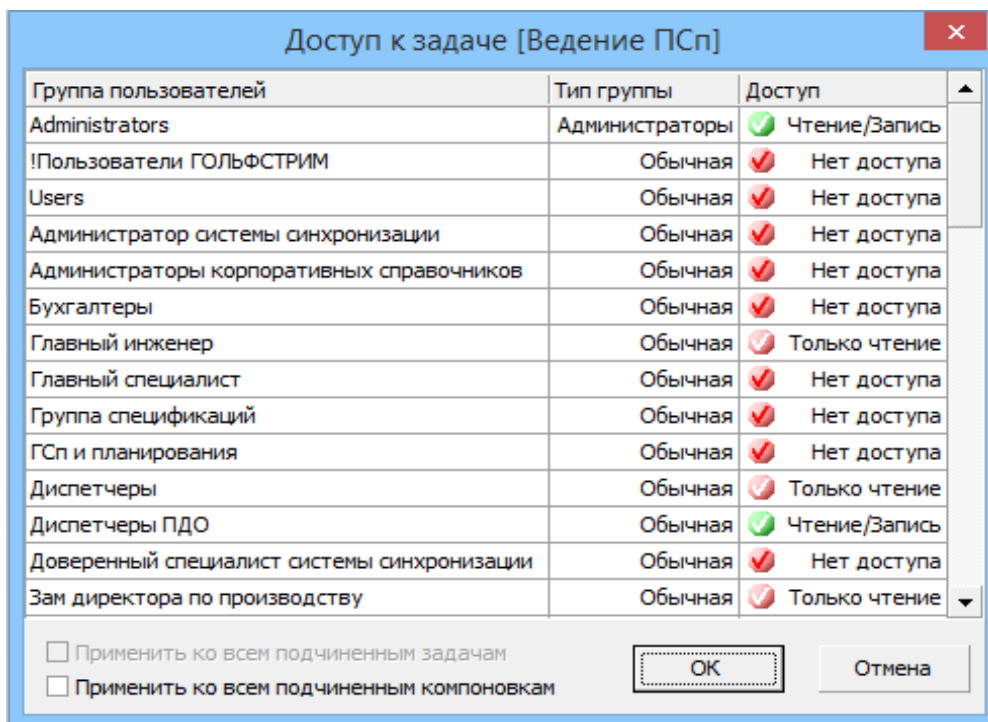 Доступ к задаче [Ведение ПСп]
Группа пользователей Тип группы Доступ
Administrators Администраторы Чтение/Запись
!Пользователи ГОЛЬФСТРИМ Обычная Нет доступа
Users Обычная Нет доступа
Администратор системы синхронизации Обычная Нет доступа
Администраторы корпоративных справочников Обычная Нет доступа
Бухгалтеры Обычная Нет доступа
Главный инженер Обычная Только чтение
Главный специалист Обычная Нет доступа
Группа спецификаций Обычная Нет доступа
ГСп и планирования Обычная Нет доступа
Диспетчеры Обычная Только чтение
Диспетчеры ПДО Обычная Чтение/Запись
Доверенный специалист системы синхронизации Обычная Нет доступа
Зам директора по производству Обычная Только чтение
Применить ко всем подчиненным задачам
Применить ко всем подчиненным компоновкам
ОК Отмена